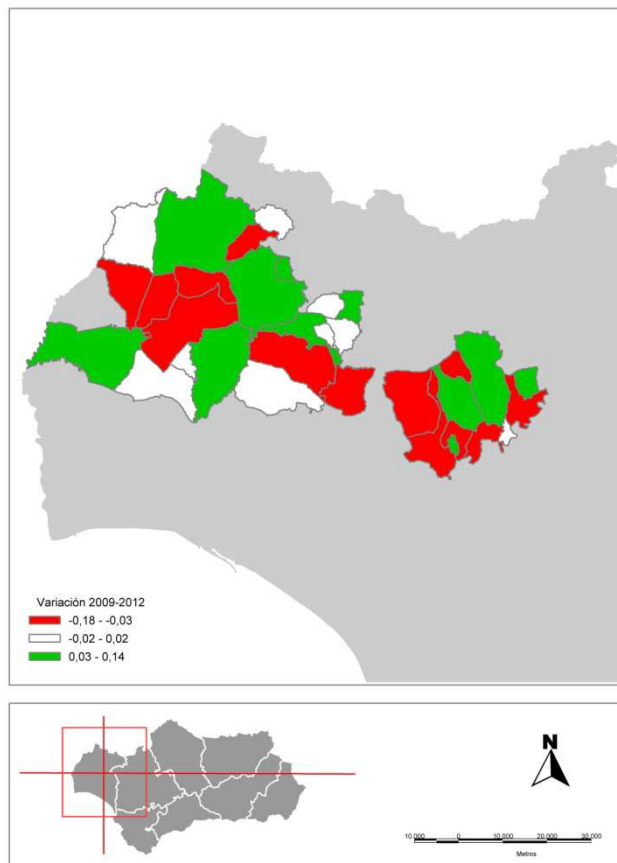 Variación 2009-2012
-0,18 - -0,03
-0,02 - 0,02
0,03 - 0,14
N
10.000 0 10.000 20.000 30.000
Metros